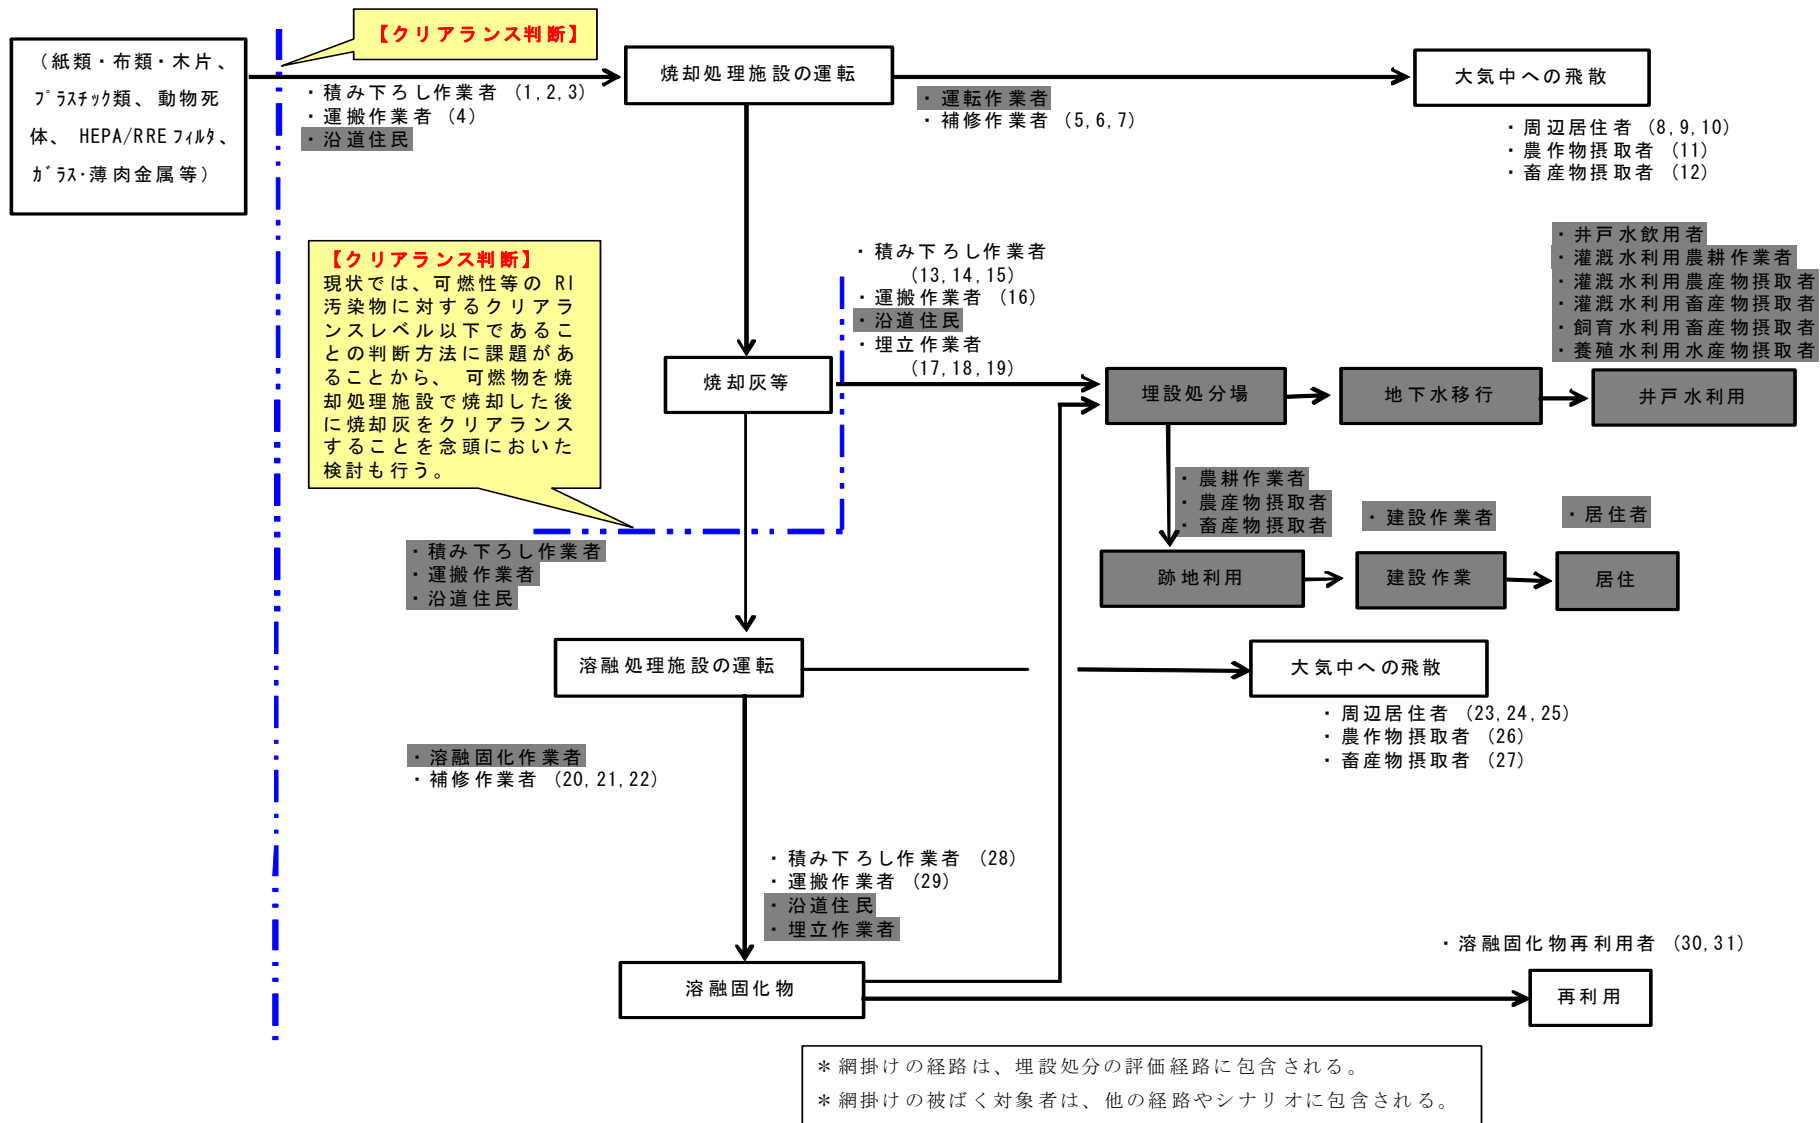 【クリアランス判断】
（紙類・布類・木片、
ﾌﾟﾗｽﾁｯｸ類、動物死
体、 HEPA/RRE ﾌｨﾙﾀ、
ｶﾞﾗｽ・薄肉金属等）
・積み下ろし作業者 (1,2,3)
・運搬作業者 (4)
・沿道住民
焼却処理施設の運転
・運転作業者
・補修作業者 (5,6,7)
大気中への飛散
・周辺居住者 (8,9,10)
・農作物摂取者 (11)
・畜産物摂取者 (12)
【クリアランス判断】
現状では、可燃性等の RI
汚染物に対するクリアラ
ンスレベル以下であるこ
との判断方法に課題があ
ることから、 可燃物を焼
却処理施設で焼却した後
に焼却灰をクリアランス
することを念頭においた
検討も行う。
・積み下ろし作業者
(13,14,15)
・運搬作業者 (16)
・沿道住民
・埋立作業者
(17,18,19)
焼却灰等
・井戸水飲用者
・灌漑水利用農耕作業者
・灌漑水利用農産物摂取者
・灌漑水利用畜産物摂取者
・飼育水利用畜産物摂取者
・養殖水利用水産物摂取者
埋設処分場
地下水移行
井戸水利用
・農耕作業者
・農産物摂取者
・畜産物摂取者
・建設作業者
・居住者
跡地利用
建設作業
居住
・積み下ろし作業者
・運搬作業者
・沿道住民
溶融処理施設の運転
大気中への飛散
・周辺居住者 (23,24,25)
・農作物摂取者 (26)
・畜産物摂取者 (27)
・溶融固化作業者
・補修作業者 (20,21,22)
・積み下ろし作業者 (28)
・運搬作業者 (29)
・沿道住民
・埋立作業者
溶融固化物
・溶融固化物再利用者 (30,31)
再利用
＊網掛けの経路は、埋設処分の評価経路に包含される。
＊網掛けの被ばく対象者は、他の経路やシナリオに包含される。